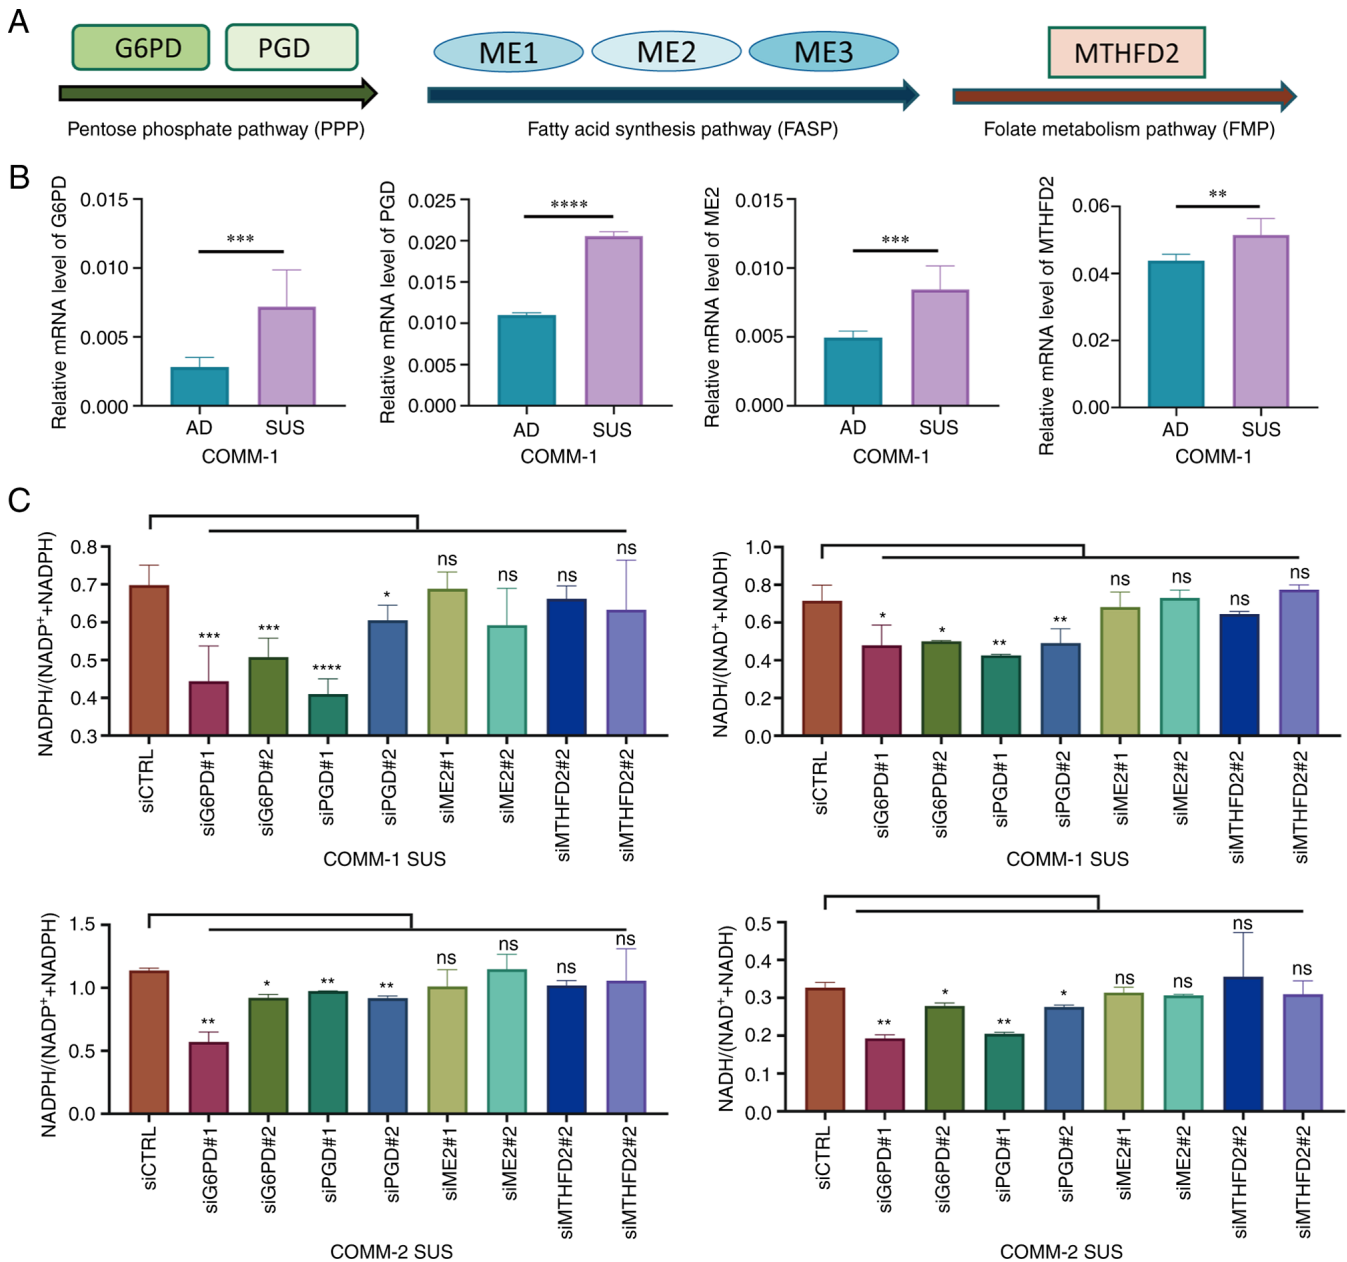 A
G6PD
PGD
ME1
ME2
ME3
MTHFD2
Pentose phosphate pathway (PPP)
Fatty acid synthesis pathway (FASP)
Folate metabolism pathway (FMP)
B
Relative mRNA level of G6PD
0.015
0.010
0.005
0.000
***
AD
SUS
COMM-1
Relative mRNA level of PGD
0.025
0.020
0.015
0.010
0.005
0.000
****
AD
SUS
COMM-1
Relative mRNA level of ME2
0.015
0.010
0.005
0.000
***
AD
SUS
COMM-1
Relative mRNA level of MTHFD2
0.06
0.04
0.02
0.00
**
AD
SUS
COMM-1
C
NADPH/(NADP⁺+NADPH)
0.8
0.7
0.6
0.5
0.4
0.3
***
***
****
*
ns
ns
ns
ns
siCTRL
siG6PD#1
siG6PD#2
siPGD#1
siPGD#2
siME2#1
siME2#2
siMTHFD2#2
siMTHFD2#2
COMM-1 SUS
NADH/(NAD⁺+NADH)
1.0
0.8
0.6
0.4
0.2
0.0
*
*
**
**
ns
ns
ns
ns
siCTRL
siG6PD#1
siG6PD#2
siPGD#1
siPGD#2
siME2#1
siME2#2
siMTHFD2#2
siMTHFD2#2
COMM-1 SUS
NADPH/(NADP⁺+NADPH)
1.5
1.0
0.5
0.0
**
*
**
**
ns
ns
ns
ns
siCTRL
siG6PD#1
siG6PD#2
siPGD#1
siPGD#2
siME2#1
siME2#2
siMTHFD2#2
siMTHFD2#2
COMM-2 SUS
NADH/(NAD⁺+NADH)
0.5
0.4
0.3
0.2
0.1
0.0
**
*
**
*
ns
ns
ns
ns
siCTRL
siG6PD#1
siG6PD#2
siPGD#1
siPGD#2
siME2#1
siME2#2
siMTHFD2#2
siMTHFD2#2
COMM-2 SUS